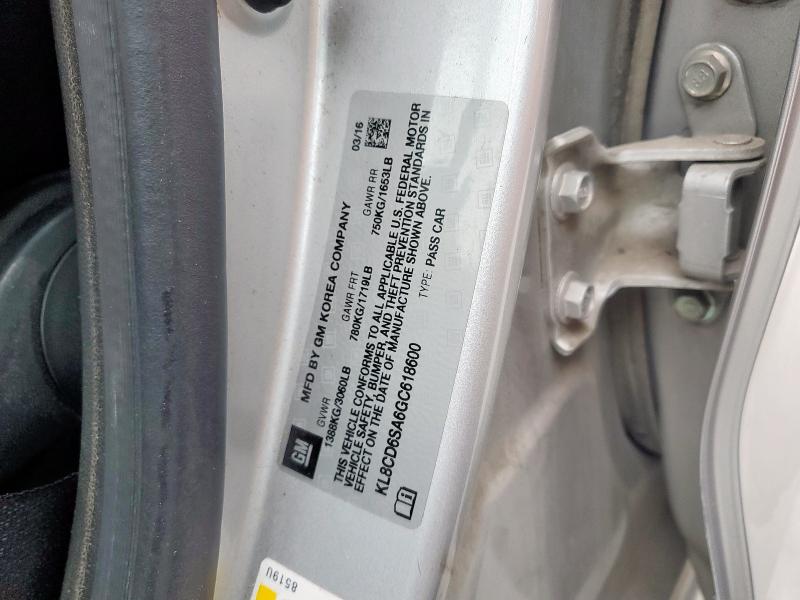 GM
MFD BY GM KOREA COMPANY
03/16
GVWR
GAWR FRT
GAWR RR
1388KG/3060LB
780KG/1719LB
750KG/1653LB
THIS VEHICLE CONFORMS TO ALL APPLICABLE U.S. FEDERAL MOTOR
VEHICLE SAFETY, BUMPER, AND THEFT PREVENTION STANDARDS IN
EFFECT ON THE DATE OF MANUFACTURE SHOWN ABOVE.
KL8CD6SA6GC618600
TYPE: PASS CAR
8519U